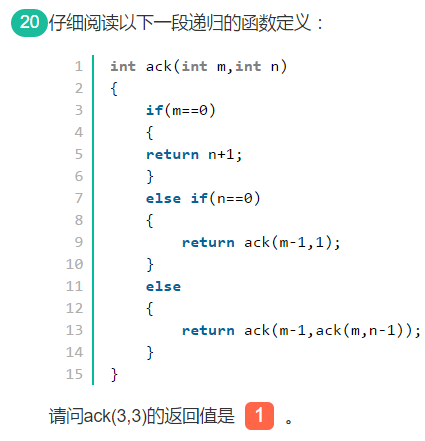 20 仔细阅读以下一段递归的函数定义：
1 int ack(int m,int n)
2 {
3     if(m==0)
4     {
5     return n+1;
6     }
7     else if(n==0)
8     {
9         return ack(m-1,1);
10     }
11     else
12     {
13         return ack(m-1,ack(m,n-1));
14     }
15 }
请问ack(3,3)的返回值是 1 。